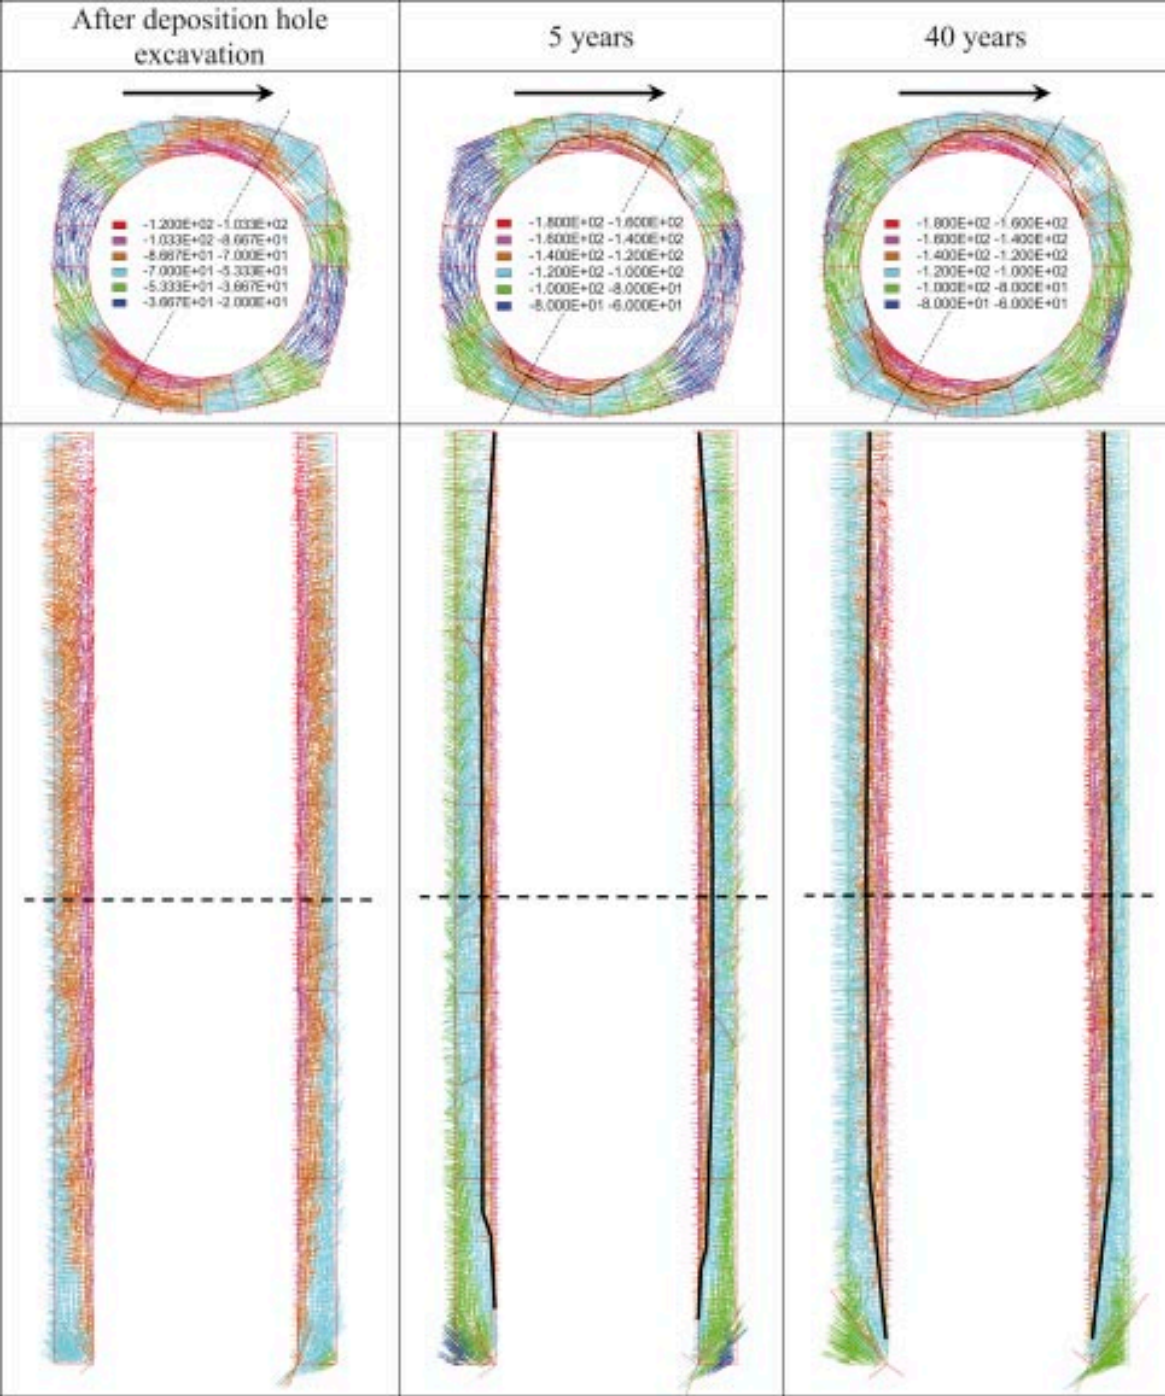 After deposition hole
excavation
5 years
40 years
-1.200E+02 -1.033E+02
-1.033E+02 -8.667E+01
-8.667E+01 -7.000E+01
-7.000E+01 -5.333E+01
-5.333E+01 -3.667E+01
-3.667E+01 -2.000E+01
-1.800E+02 -1.600E+02
-1.600E+02 -1.400E+02
-1.400E+02 -1.200E+02
-1.200E+02 -1.000E+02
-1.000E+02 -8.000E+01
-8.000E+01 -6.000E+01
-1.800E+02 -1.600E+02
-1.600E+02 -1.400E+02
-1.400E+02 -1.200E+02
-1.200E+02 -1.000E+02
-1.000E+02 -8.000E+01
-8.000E+01 -6.000E+01